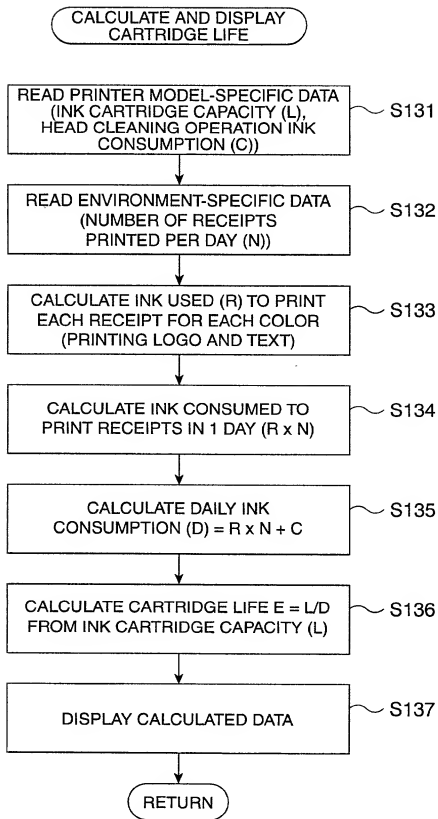 CALCULATE AND DISPLAY
CARTRIDGE LIFE
READ PRINTER MODEL-SPECIFIC DATA
(INK CARTRIDGE CAPACITY (L),
HEAD CLEANING OPERATION INK
CONSUMPTION (C))
S131
READ ENVIRONMENT-SPECIFIC DATA
(NUMBER OF RECEIPTS
PRINTED PER DAY (N))
S132
CALCULATE INK USED (R) TO PRINT
EACH RECEIPT FOR EACH COLOR
(PRINTING LOGO AND TEXT)
S133
CALCULATE INK CONSUMED TO
PRINT RECEIPTS IN 1 DAY (R x N)
S134
CALCULATE DAILY INK
CONSUMPTION (D) = R x N + C
S135
CALCULATE CARTRIDGE LIFE E = L/D
FROM INK CARTRIDGE CAPACITY (L)
S136
DISPLAY CALCULATED DATA
S137
RETURN